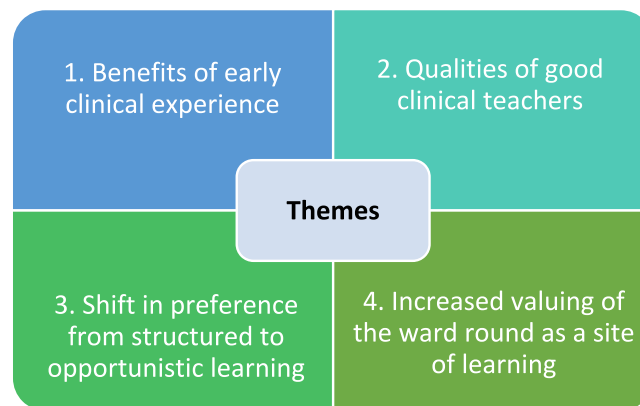 1. Benefits of early
clinical experience
2. Qualities of good
clinical teachers
Themes
3. Shift in preference
from structured to
opportunistic learning
4. Increased valuing of
the ward round as a site
of learning